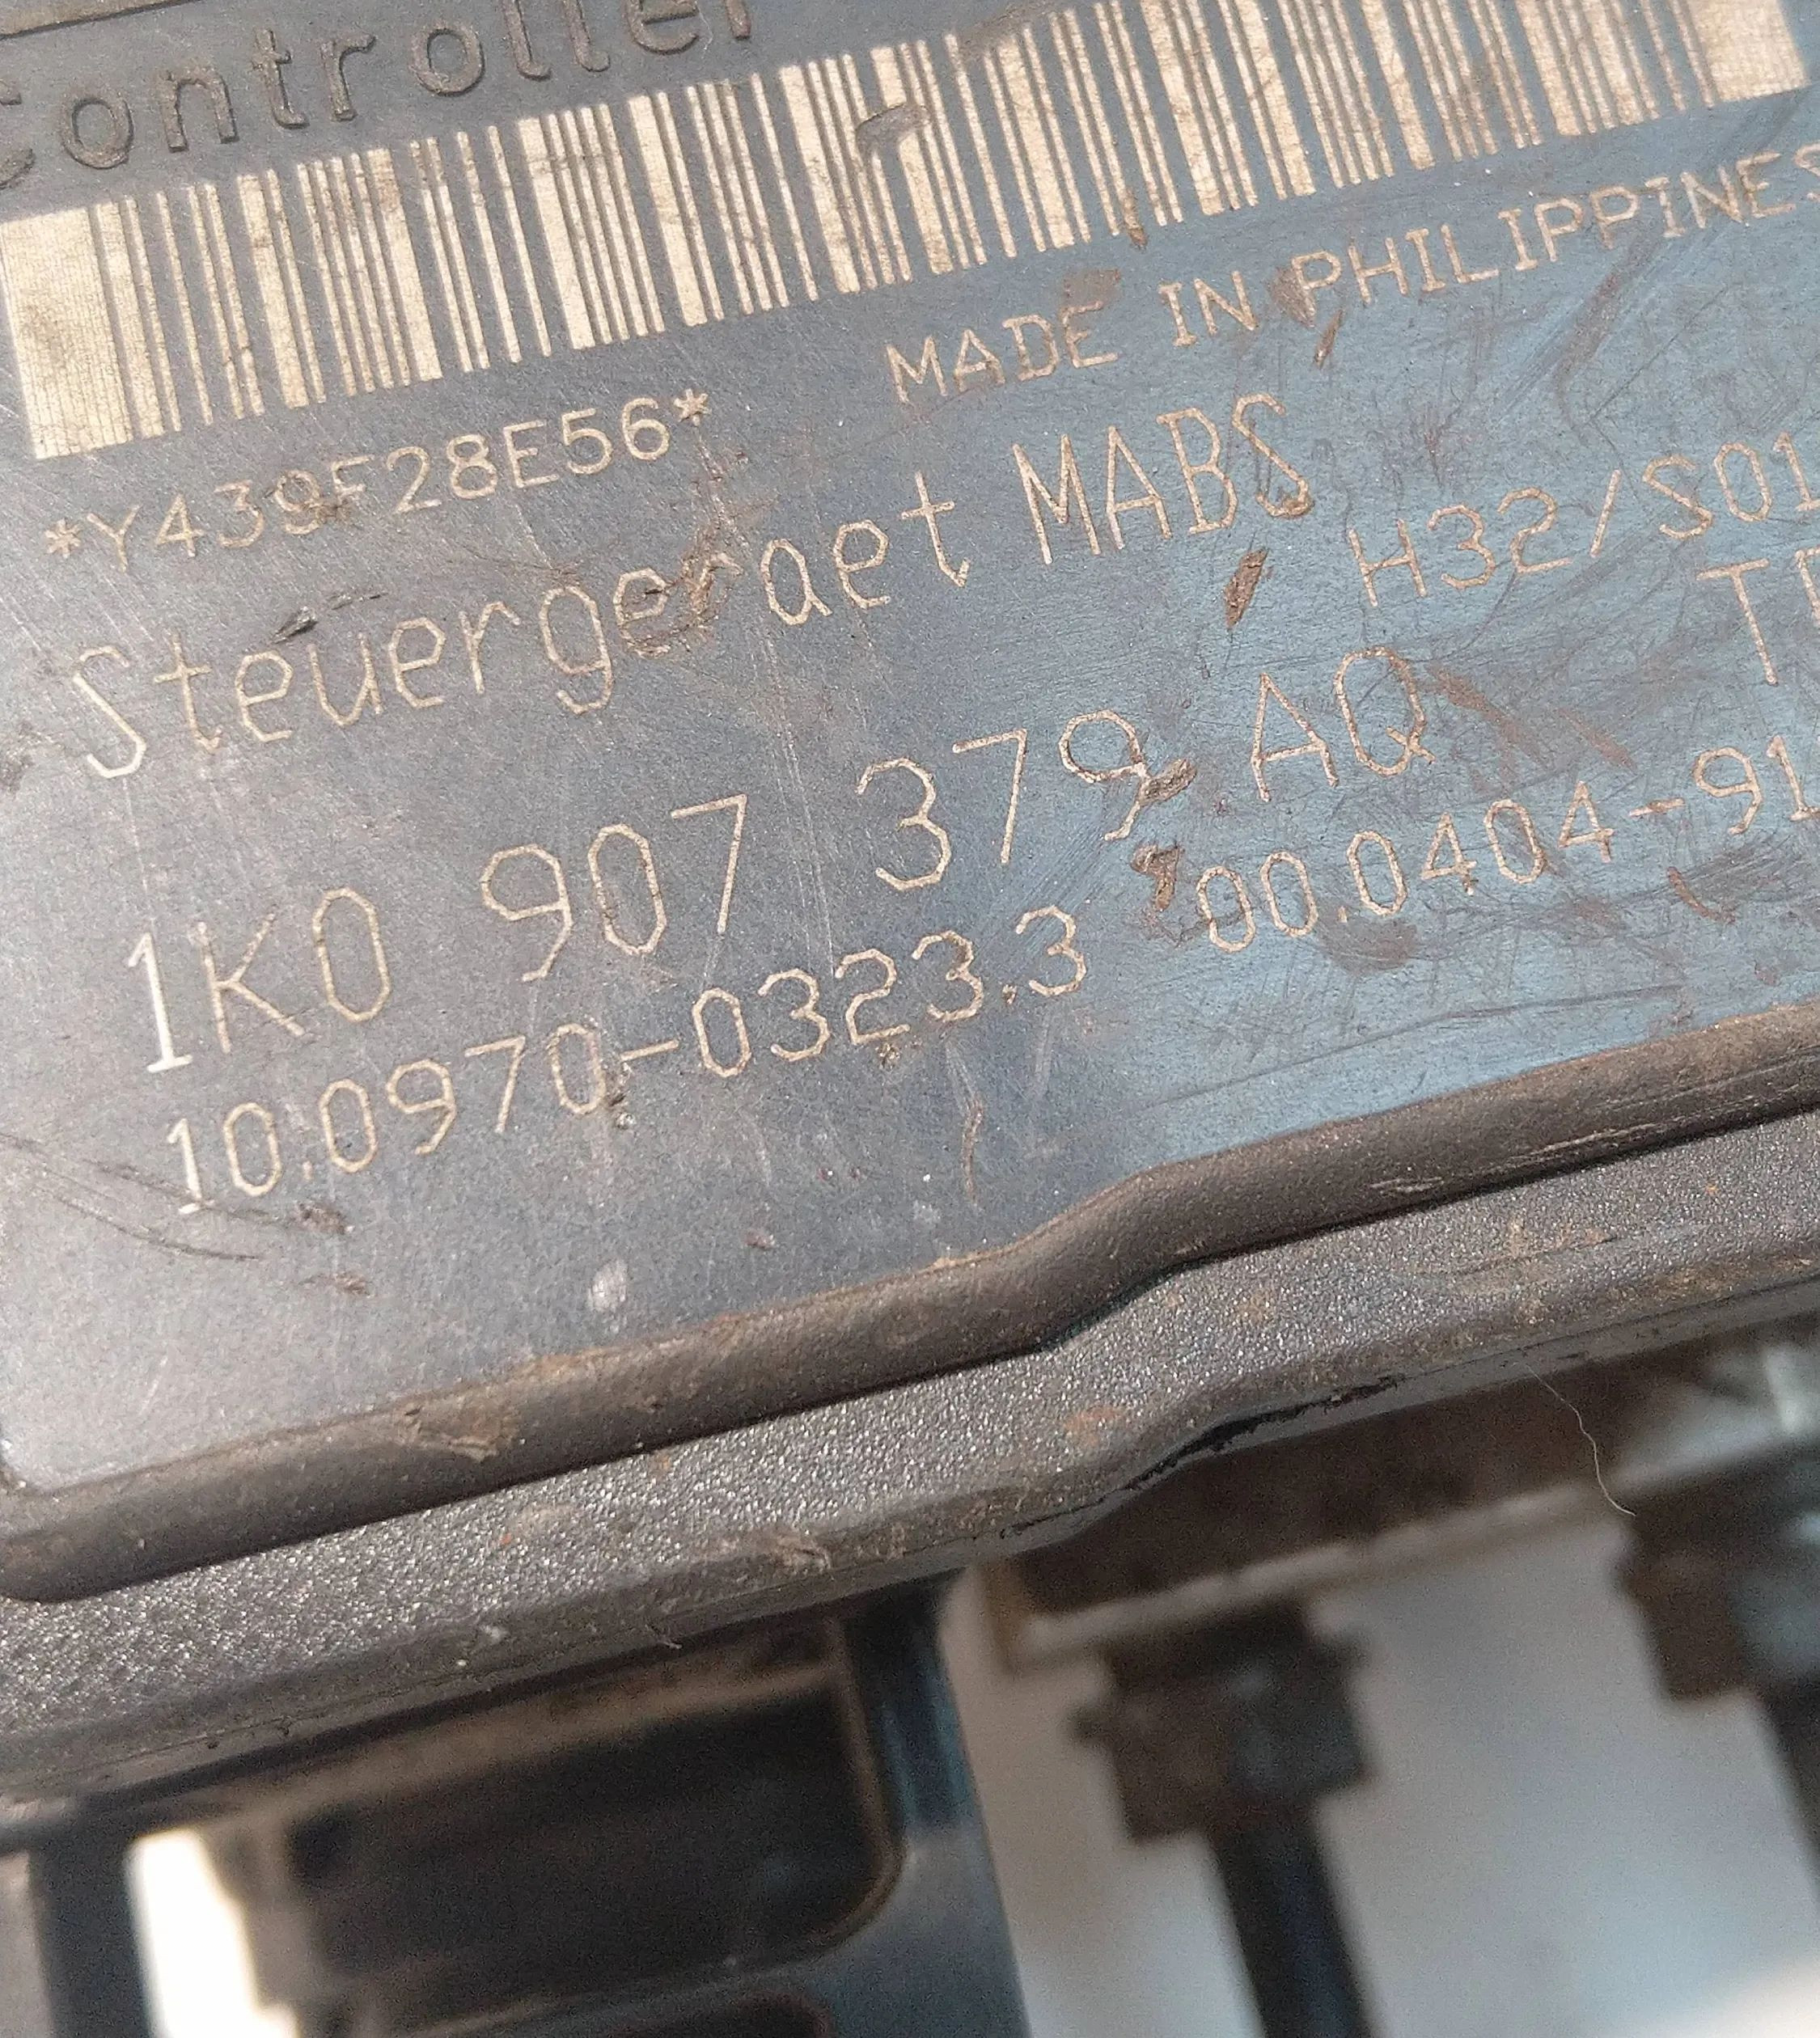 Controller
*Y439F28E56* MADE IN PHILIPPINES
Steuergeraet MABS H32/S01
1K0 907 379 AQ
10.0970-0323.3 00.0404-91